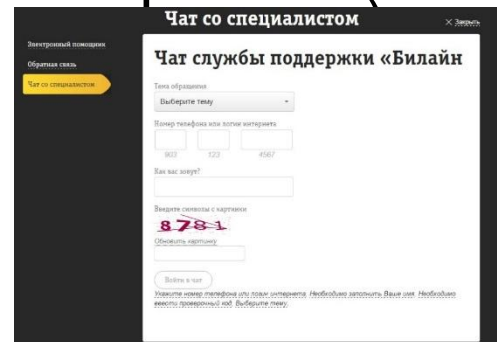 Чат со специалистом
× Закрыть
Электронный помощник
Обратная связь
Чат со специалистом
Чат службы поддержки «Билайн
Тема обращения
Выберите тему
Номер телефона или логин интернета
903 123 4567
Как вас зовут?
Введите символы с картинки
8781
Обновить картинку
Войти в чат
Укажите номер телефона или логин интернета. Необходимо заполнить Ваше имя. Необходимо
ввести проверочный код. Выберите тему.